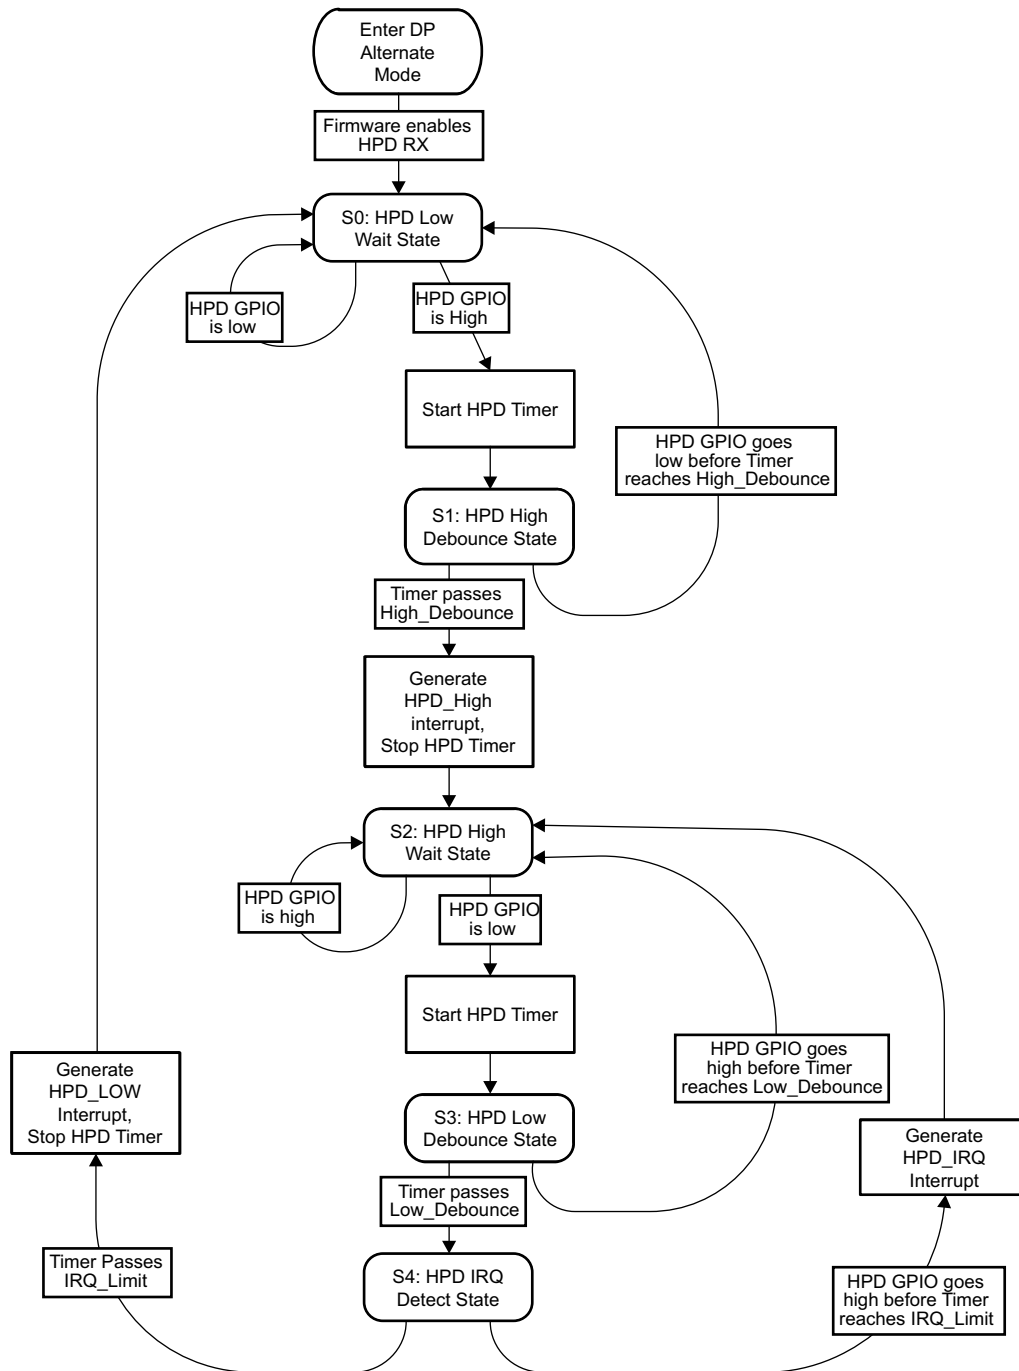 Enter DP
Alternate
Mode
Firmware enables
HPD RX
S0: HPD Low
Wait State
HPD GPIO
is low
HPD GPIO
is High
Start HPD Timer
HPD GPIO goes
low before Timer
reaches High_Debounce
S1: HPD High
Debounce State
Timer passes
High_Debounce
Generate
HPD_High
interrupt,
Stop HPD Timer
S2: HPD High
Wait State
HPD GPIO
is high
HPD GPIO
is low
Start HPD Timer
HPD GPIO goes
high before Timer
reaches Low_Debounce
Generate
HPD_LOW
Interrupt,
Stop HPD Timer
S3: HPD Low
Debounce State
Generate
HPD_IRQ
Interrupt
Timer passes
Low_Debounce
Timer Passes
IRQ_Limit
S4: HPD IRQ
Detect State
HPD GPIO goes
high before Timer
reaches IRQ_Limit